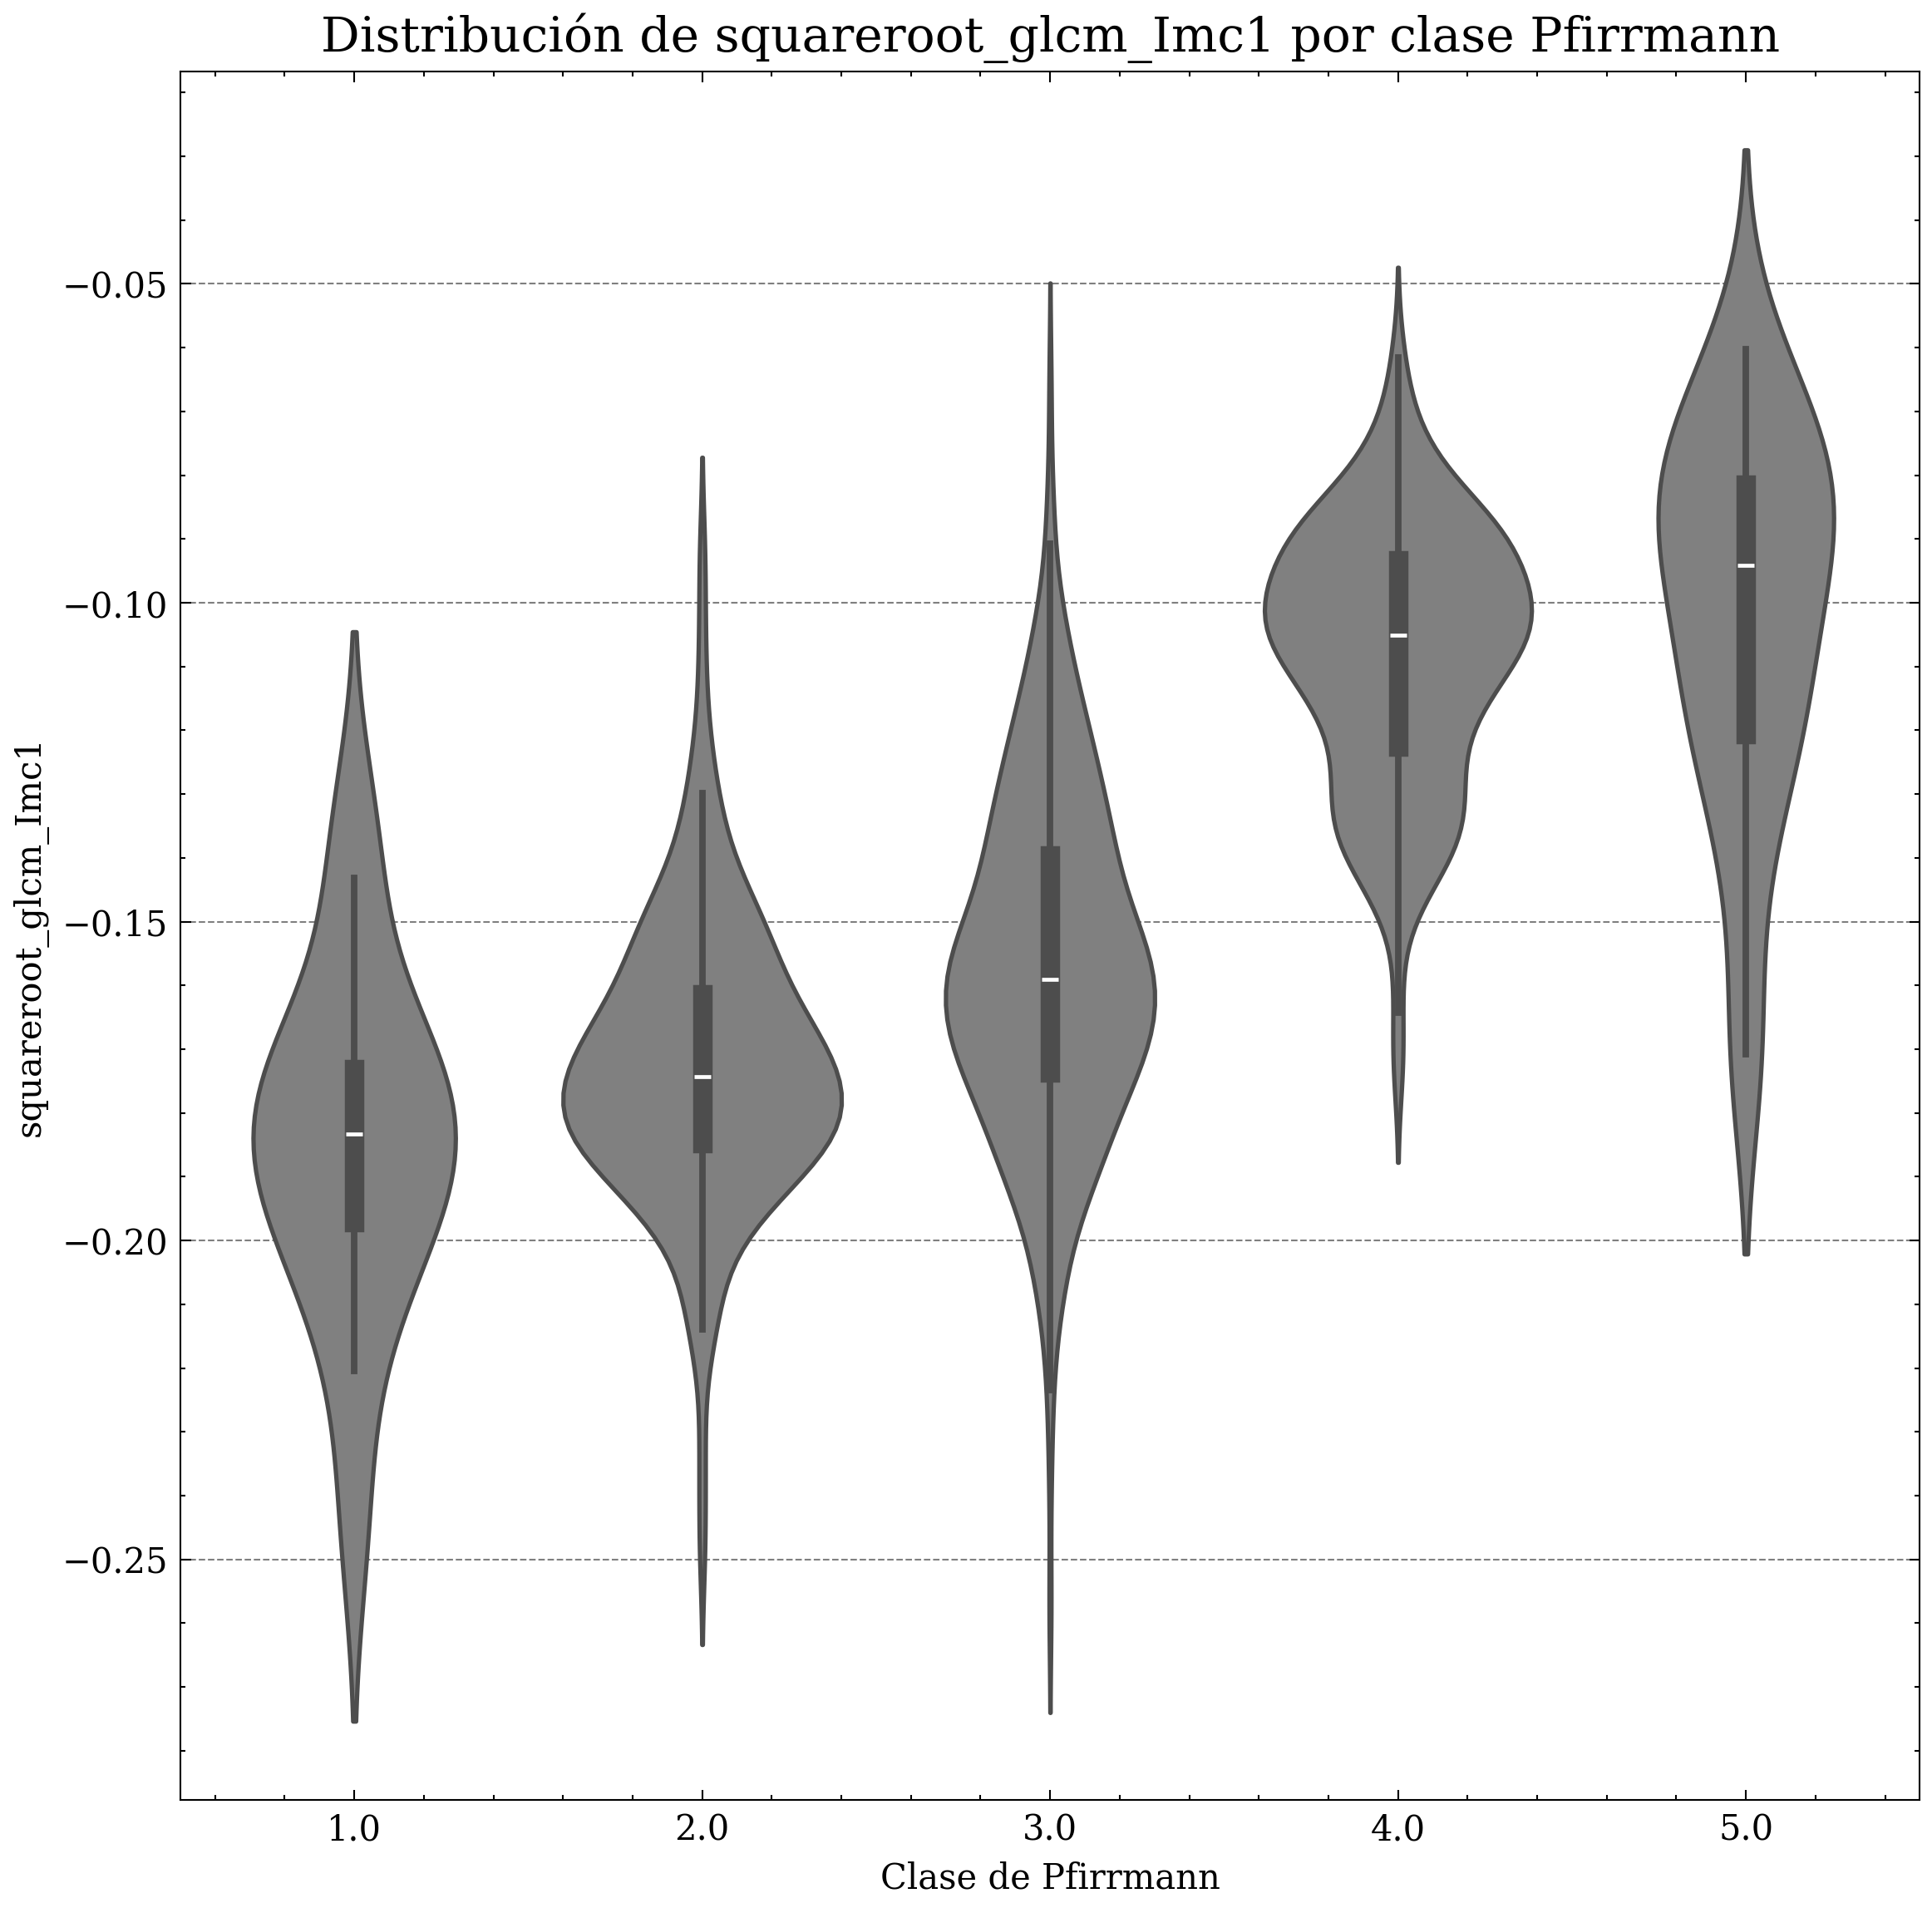 Distribución de squareroot_glcm_Imc1 por clase Pfirrmann
squareroot_glcm_Imc1
−0.05
−0.10
−0.15
−0.20
−0.25
1.0 2.0 3.0 4.0 5.0
Clase de Pfirrmann